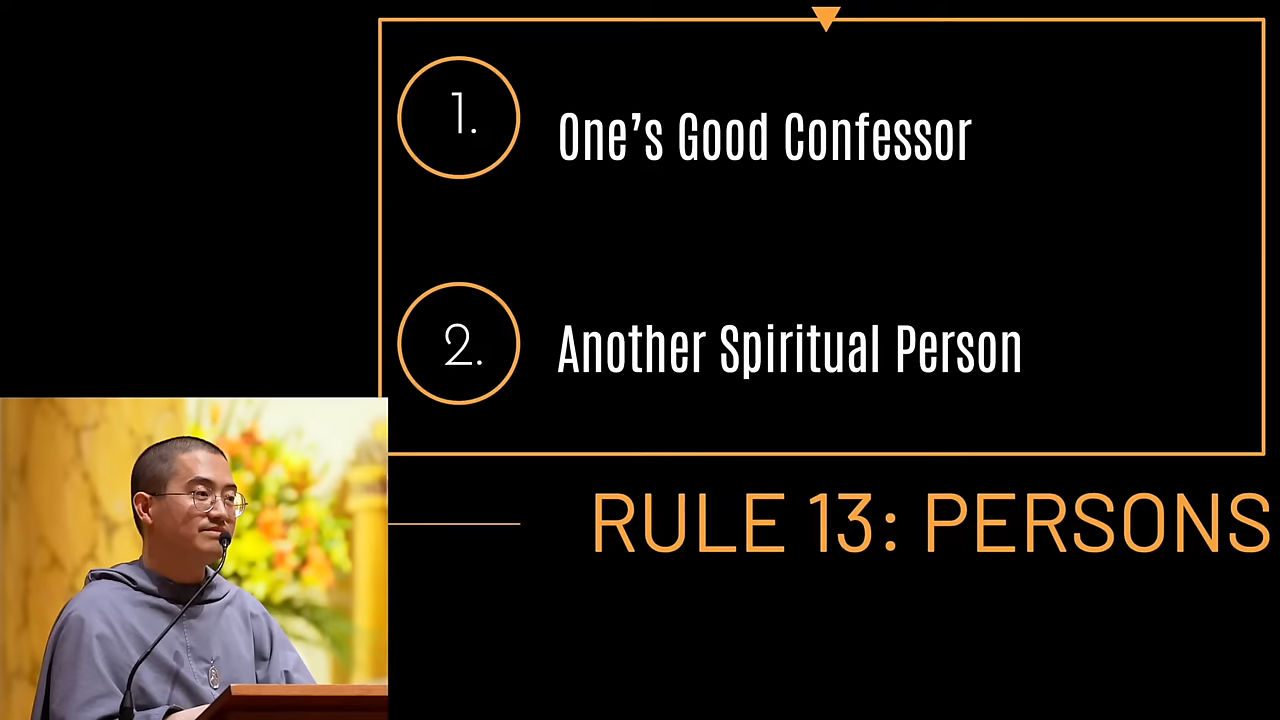 1.
One’s Good Confessor
2.
Another Spiritual Person
RULE 13: PERSONS